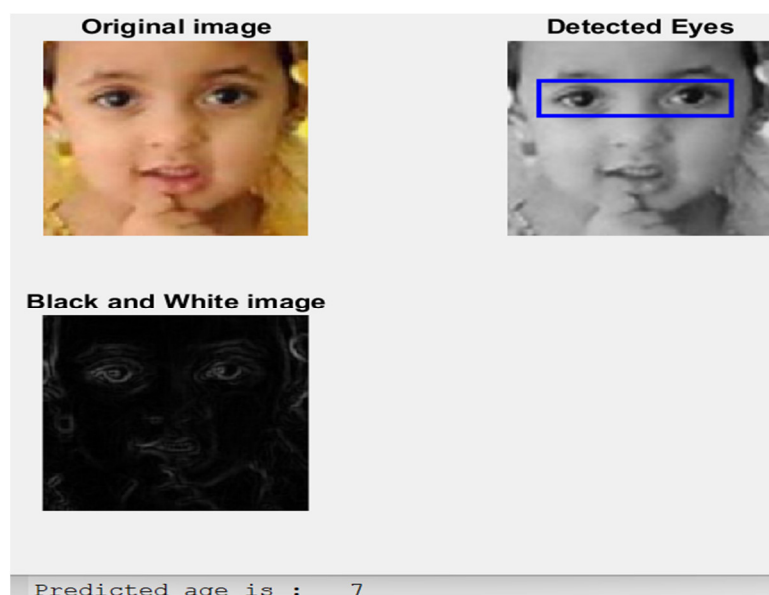 Original image
Detected Eyes
Black and White image
Predicted age is :   7